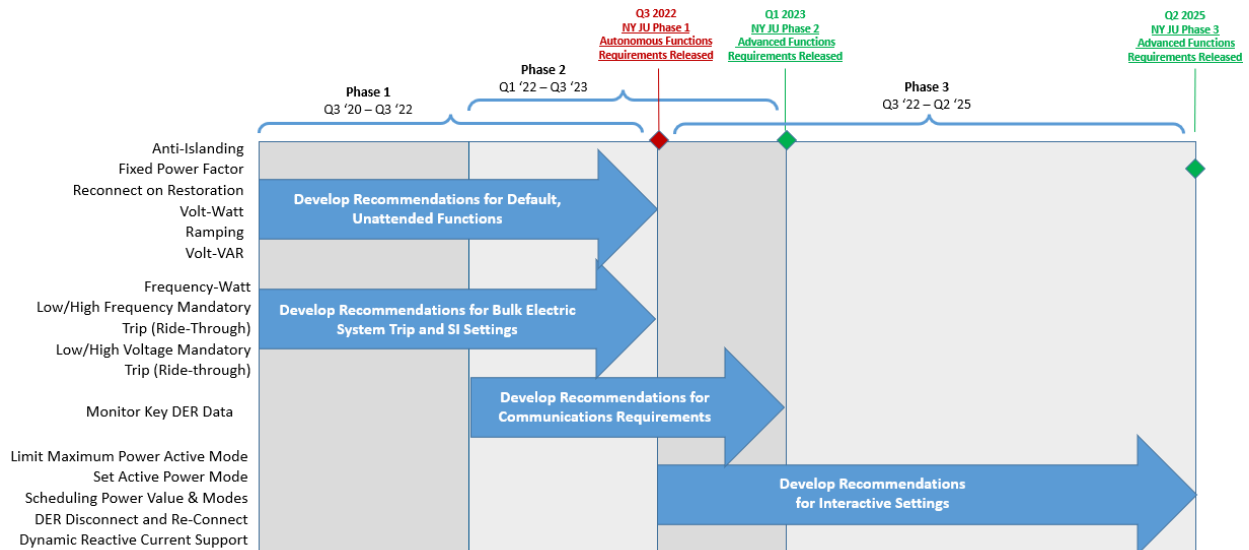 Q3 2022
NY JU Phase 1
Autonomous Functions
Requirements Released
Q1 2023
NY JU Phase 2
Advanced Functions
Requirements Released
Q2 2025
NY JU Phase 3
Advanced Functions
Requirements Released
Phase 1
Q3 '20 – Q3 '22
Phase 2
Q1 '22 – Q3 '23
Phase 3
Q3 '22 – Q2 '25
Anti-Islanding
Fixed Power Factor
Reconnect on Restoration
Volt-Watt
Ramping
Volt-VAR
Develop Recommendations for Default,
Unattended Functions
Frequency-Watt
Low/High Frequency Mandatory
Trip (Ride-Through)
Low/High Voltage Mandatory
Trip (Ride-through)
Develop Recommendations for Bulk Electric
System Trip and SI Settings
Monitor Key DER Data
Develop Recommendations for
Communications Requirements
Limit Maximum Power Active Mode
Set Active Power Mode
Scheduling Power Value & Modes
DER Disconnect and Re-Connect
Dynamic Reactive Current Support
Develop Recommendations
for Interactive Settings